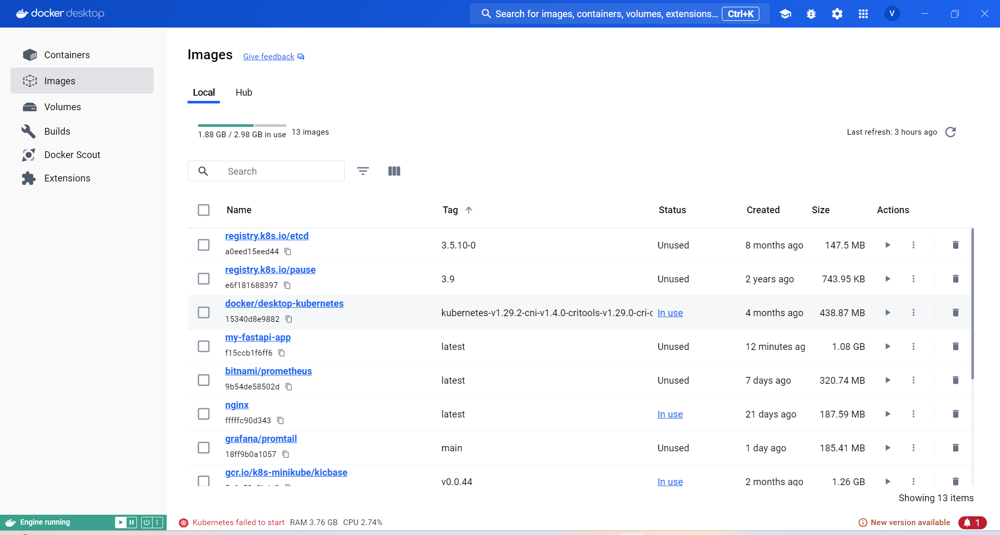 docker desktop
Search for images, containers, volumes, extensions... Ctrl+K
V
Containers
Images
Volumes
Builds
Docker Scout
Extensions
Images Give feedback
Local Hub
1.88 GB / 2.98 GB in use 13 images
Last refresh: 3 hours ago
Search
Name Tag Status Created Size Actions
registry.k8s.io/etcd
a0eed15eed44
3.5.10-0 Unused 8 months ago 147.5 MB
registry.k8s.io/pause
e6f181688397
3.9 Unused 2 years ago 743.95 KB
docker/desktop-kubernetes
15340d8e9882
kubernetes-v1.29.2-cni-v1.4.0-critools-v1.29.0-cri-c In use 4 months ago 438.87 MB
my-fastapi-app
f15ccb1f6ff6
latest Unused 12 minutes ag 1.08 GB
bitnami/prometheus
9b54de58502d
latest Unused 7 days ago 320.74 MB
nginx
fffffc90d343
latest In use 21 days ago 187.59 MB
grafana/promtail
18ff9b0a1057
main Unused 1 day ago 185.41 MB
gcr.io/k8s-minikube/kicbase
v0.0.44 In use 2 months ago 1.26 GB
Showing 13 items
Engine running
Kubernetes failed to start RAM 3.76 GB CPU 2.74%
New version available 1